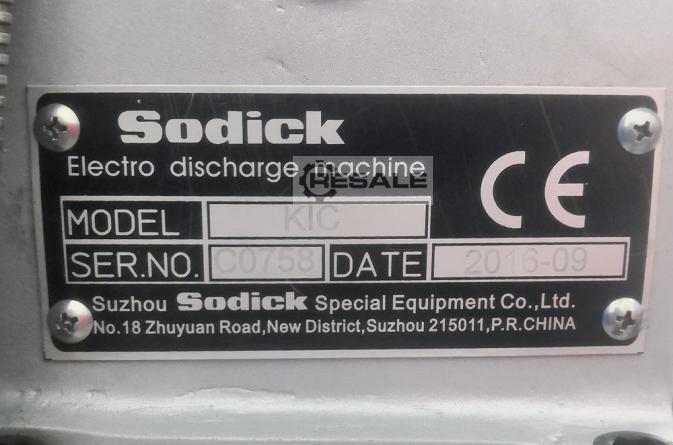 Sodick
Electro discharge machine
RESALE
CE
MODEL KIC
SER.NO. C0758 DATE 2016-09
Suzhou Sodick Special Equipment Co.,Ltd.
No.18 Zhuyuan Road,New District,Suzhou 215011,P.R.CHINA